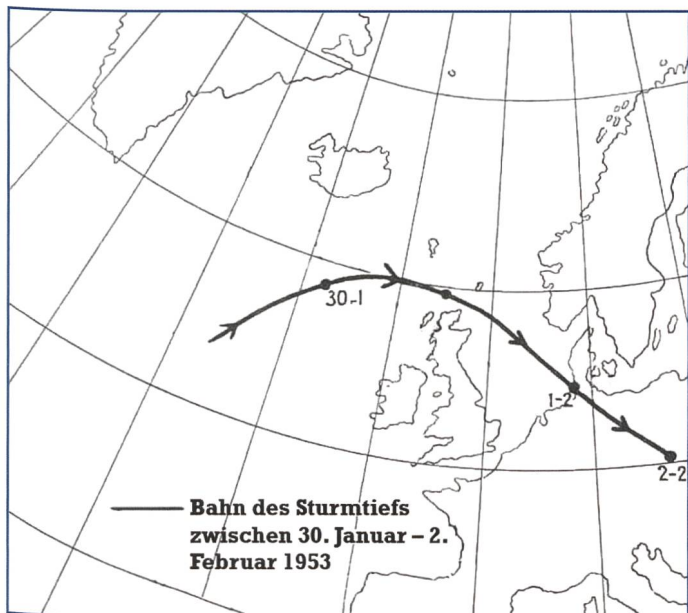 30.-1
1-2
2-2
Bahn des Sturmtiefs
zwischen 30. Januar – 2.
Februar 1953